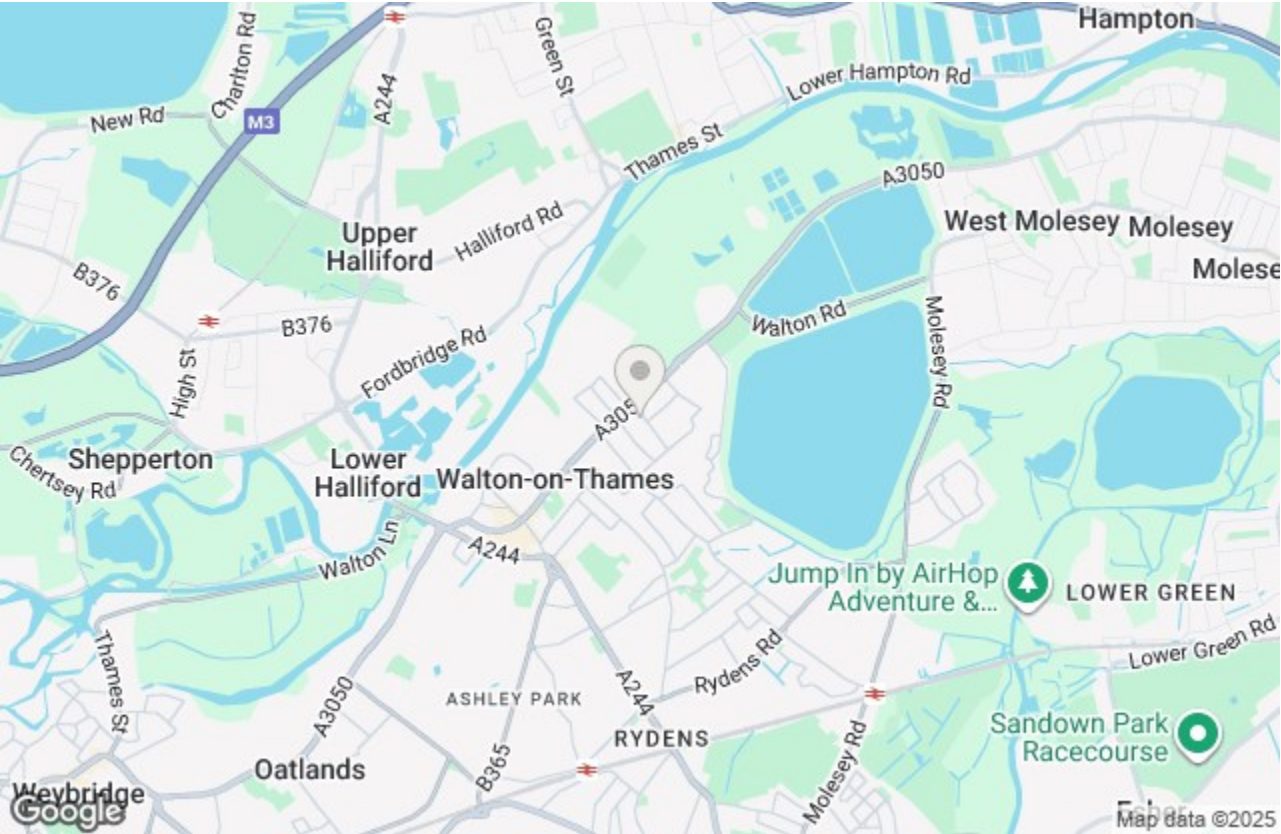 Hampton
Charlton Rd
Green St
A244
Lower Hampton Rd
New Rd
M3
Thames St
A3050
Halliford Rd
Upper
Halliford
West Molesey
Molesey
Molese
B376
B376
Walton Rd
Molesey Rd
Fordbridge Rd
High St
A305
Shepperton
Lower
Halliford
Walton-on-Thames
Chertsey Rd
Walton Ln
A244
Jump In by AirHop
Adventure &...
LOWER GREEN
Thames St
Lower Green Rd
Rydens Rd
A244
A3050
ASHLEY PARK
RYDENS
Sandown Park
Racecourse
B365
Molesey Rd
Oatlands
Weybridge
Google
Esher
Map data ©2025